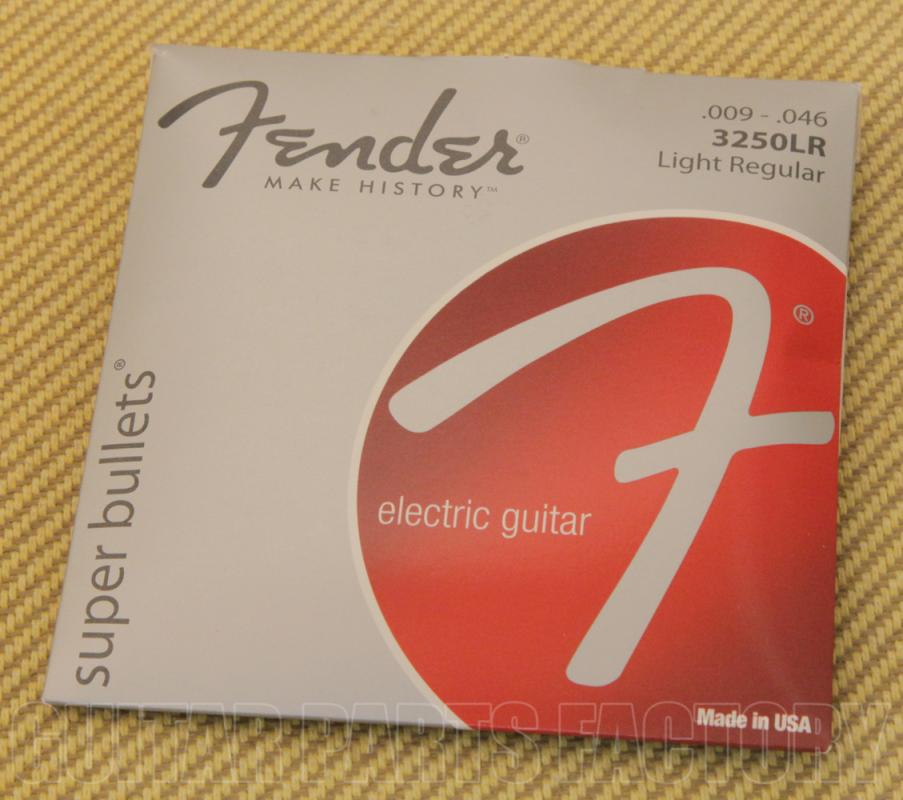 Fender®
MAKE HISTORY™
.009 - .046
3250LR
Light Regular
®
super bullets®
electric guitar
Made in USA
GUITAR PARTS FACTORY